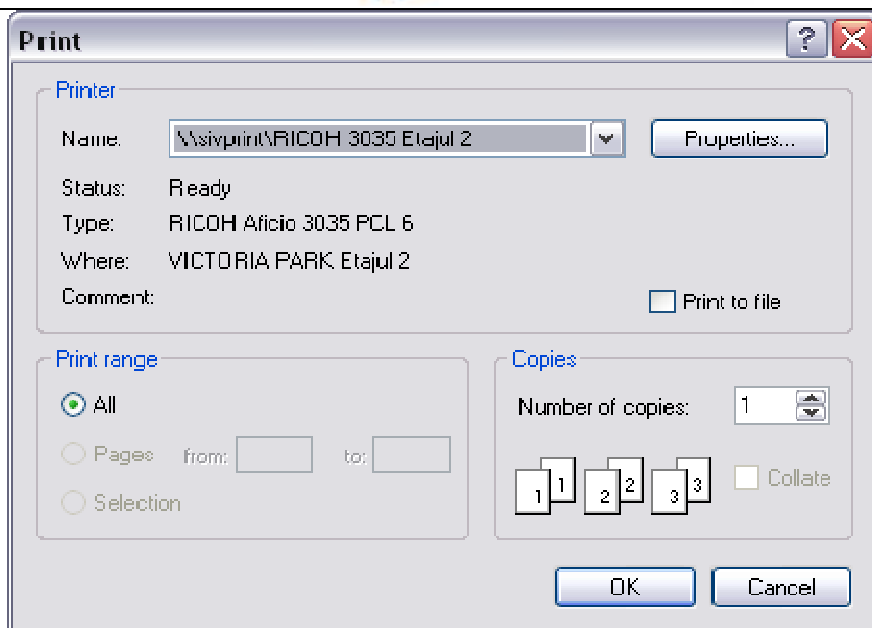 Print
Printer
Name:
\\sivprint\RICOH 3035 Etajul 2
Properties...
Status: Ready
Type: RICOH Aficio 3035 PCL 6
Where: VICTORIA PARK, Etajul 2
Comment:
Print to file
Print range
All
Pages from: to:
Selection
Copies
Number of copies: 1
1 1 2 2 3 3
Collate
OK Cancel